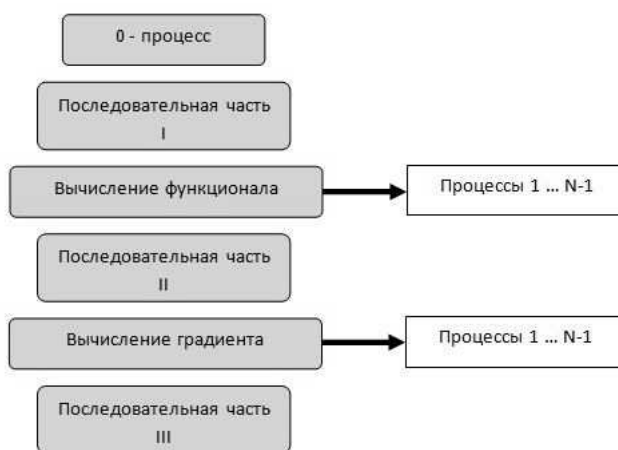 0 - процесс
Последовательная часть
I
Вычисление функционала
Процессы 1 ... N-1
Последовательная часть
II
Вычисление градиента
Процессы 1 ... N-1
Последовательная часть
III